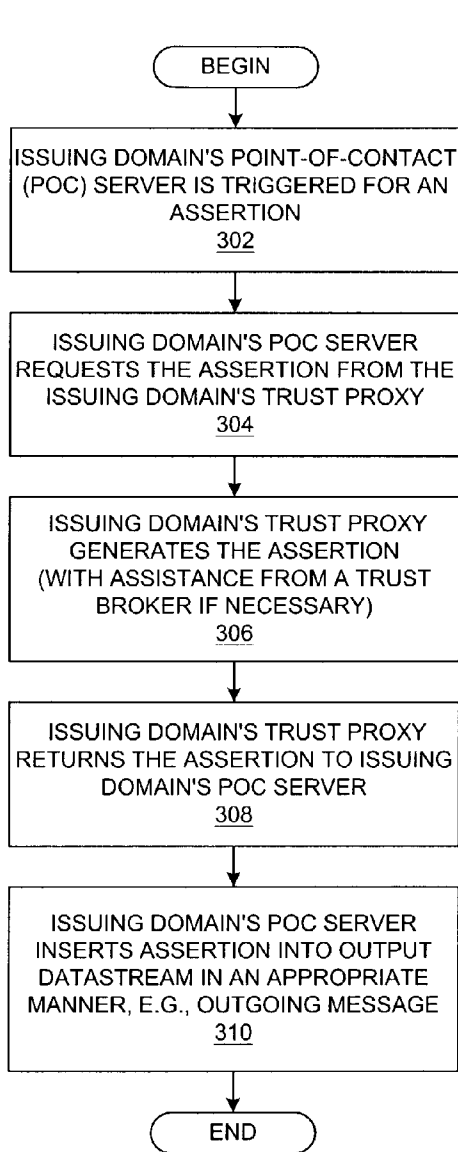 BEGIN
ISSUING DOMAIN'S POINT-OF-CONTACT
(POC) SERVER IS TRIGGERED FOR AN
ASSERTION
302
ISSUING DOMAIN'S POC SERVER
REQUESTS THE ASSERTION FROM THE
ISSUING DOMAIN'S TRUST PROXY
304
ISSUING DOMAIN'S TRUST PROXY
GENERATES THE ASSERTION
(WITH ASSISTANCE FROM A TRUST
BROKER IF NECESSARY)
306
ISSUING DOMAIN'S TRUST PROXY
RETURNS THE ASSERTION TO ISSUING
DOMAIN'S POC SERVER
308
ISSUING DOMAIN'S POC SERVER
INSERTS ASSERTION INTO OUTPUT
DATASTREAM IN AN APPROPRIATE
MANNER, E.G., OUTGOING MESSAGE
310
END